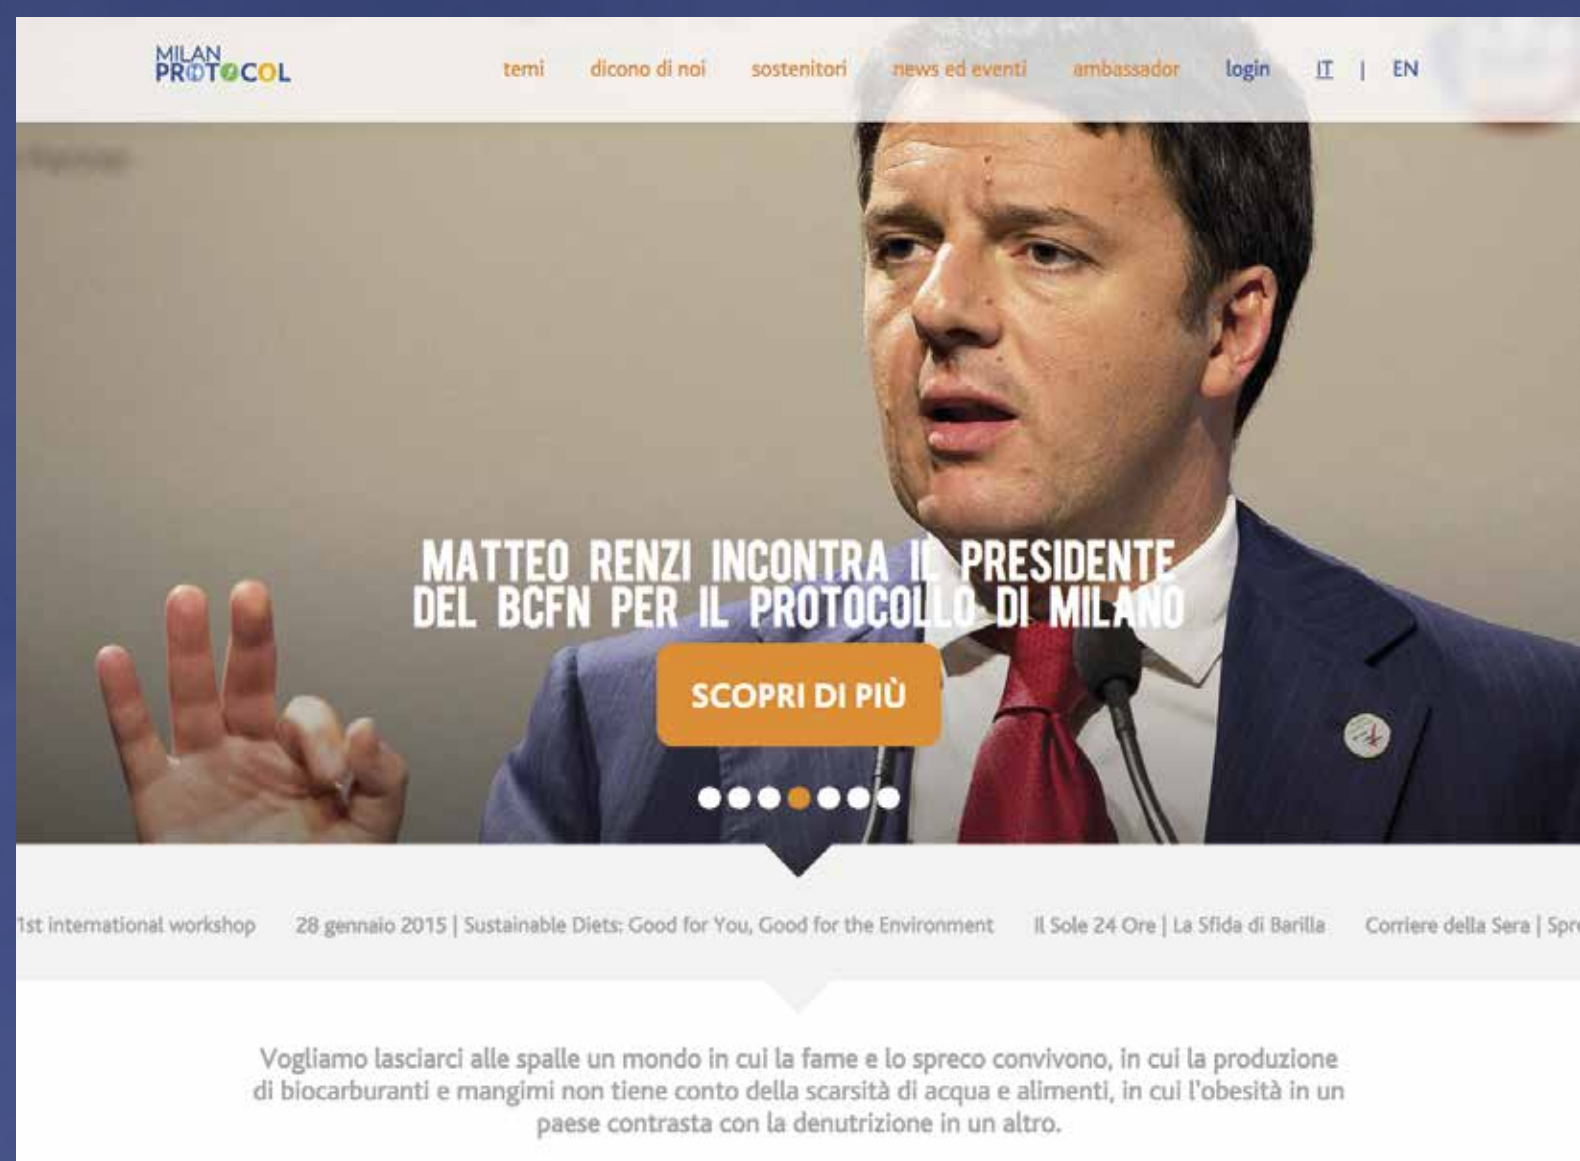 MILAN
PROTOCOL
temi dicono di noi sostenitori news ed eventi ambassador login IT | EN
MATTEO RENZI INCONTRA IL PRESIDENTE
DEL BCFN PER IL PROTOCOLLO DI MILANO
SCOPRI DI PIÙ
1st international workshop 28 gennaio 2015 | Sustainable Diets: Good for You, Good for the Environment Il Sole 24 Ore | La Sfida di Barilla Corriere della Sera | Spre
Vogliamo lasciarci alle spalle un mondo in cui la fame e lo spreco convivono, in cui la produzione
di biocarburanti e mangimi non tiene conto della scarsità di acqua e alimenti, in cui l'obesità in un
paese contrasta con la denutrizione in un altro.